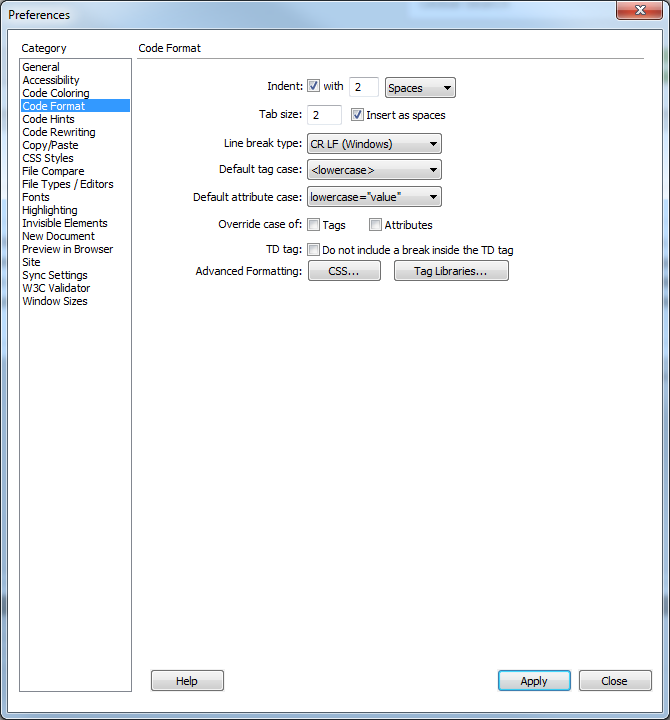 Preferences
Category
General
Accessibility
Code Coloring
Code Format
Code Hints
Code Rewriting
Copy/Paste
CSS Styles
File Compare
File Types / Editors
Fonts
Highlighting
Invisible Elements
New Document
Preview in Browser
Site
Sync Settings
W3C Validator
Window Sizes
Code Format
Indent: with 2 Spaces
Tab size: 2 Insert as spaces
Line break type: CR LF (Windows)
Default tag case: <lowercase>
Default attribute case: lowercase="value"
Override case of: Tags Attributes
TD tag: Do not include a break inside the TD tag
Advanced Formatting: CSS... Tag Libraries...
Help Apply Close